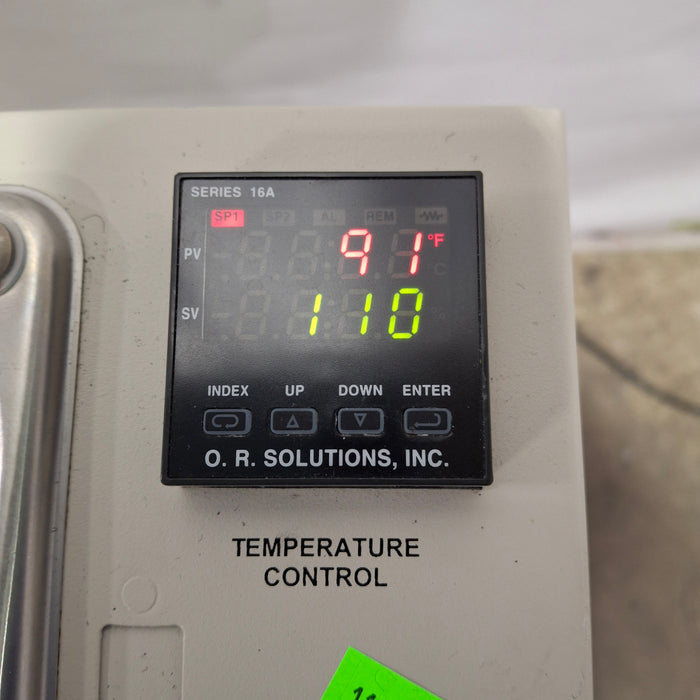 SERIES 16A
SP1 SP2 AL REM
PV 91 °F
°C
SV 110
INDEX UP DOWN ENTER
O. R. SOLUTIONS, INC.
TEMPERATURE
CONTROL